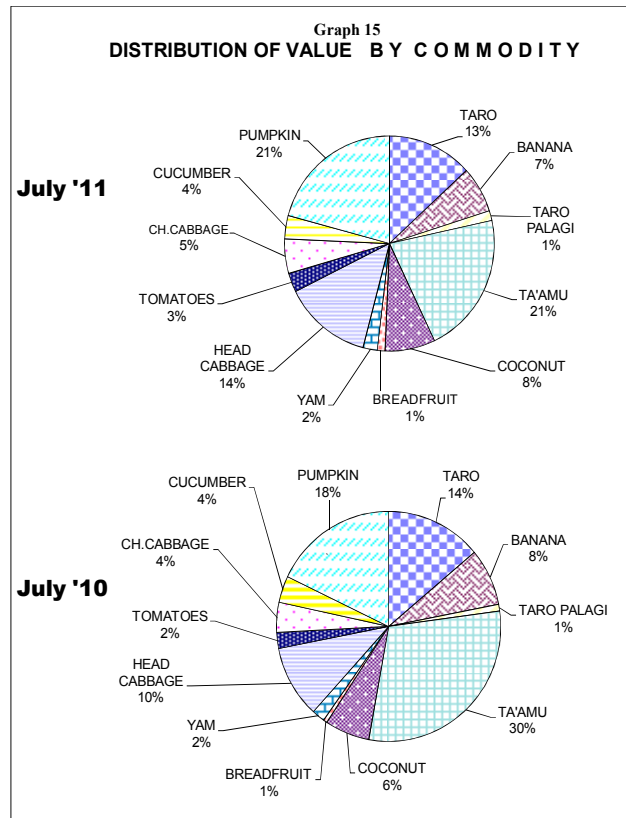 Graph 15
DISTRIBUTION OF VALUE BY COMMODITY
July '11
TARO
13%
BANANA
7%
TARO
PALAGI
1%
TA'AMU
21%
COCONUT
8%
BREADFRUIT
1%
YAM
2%
HEAD
CABBAGE
14%
TOMATOES
3%
CH.CABBAGE
5%
CUCUMBER
4%
PUMPKIN
21%
July '10
TARO
14%
BANANA
8%
TARO PALAGI
1%
TA'AMU
30%
COCONUT
6%
BREADFRUIT
1%
YAM
2%
HEAD
CABBAGE
10%
TOMATOES
2%
CH.CABBAGE
4%
CUCUMBER
4%
PUMPKIN
18%